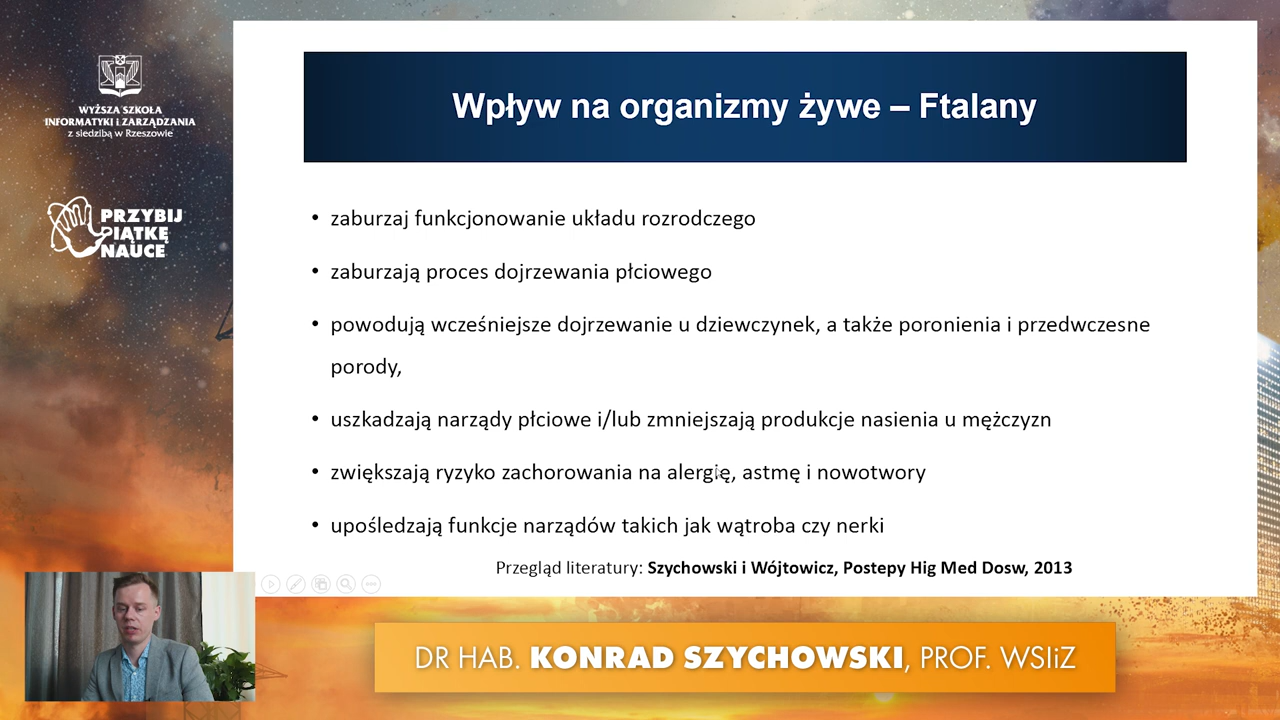 WYŻSZA SZKOŁA
INFORMATYKI i ZARZĄDZANIA
z siedzibą w Rzeszowie
PRZYBIJ
PIĄTKĘ
NAUCE
Wpływ na organizmy żywe – Ftalany
• zaburzaj funkcjonowanie układu rozrodczego
• zaburzają proces dojrzewania płciowego
• powodują wcześniejsze dojrzewanie u dziewczynek, a także poronienia i przedwczesne
porody,
• uszkadzają narządy płciowe i/lub zmniejszają produkcje nasienia u mężczyzn
• zwiększają ryzyko zachorowania na alergię, astmę i nowotwory
• upośledzają funkcje narządów takich jak wątroba czy nerki
Przegląd literatury: Szychowski i Wójtowicz, Postepy Hig Med Dosw, 2013
DR HAB. KONRAD SZYCHOWSKI, PROF. WSIiZ